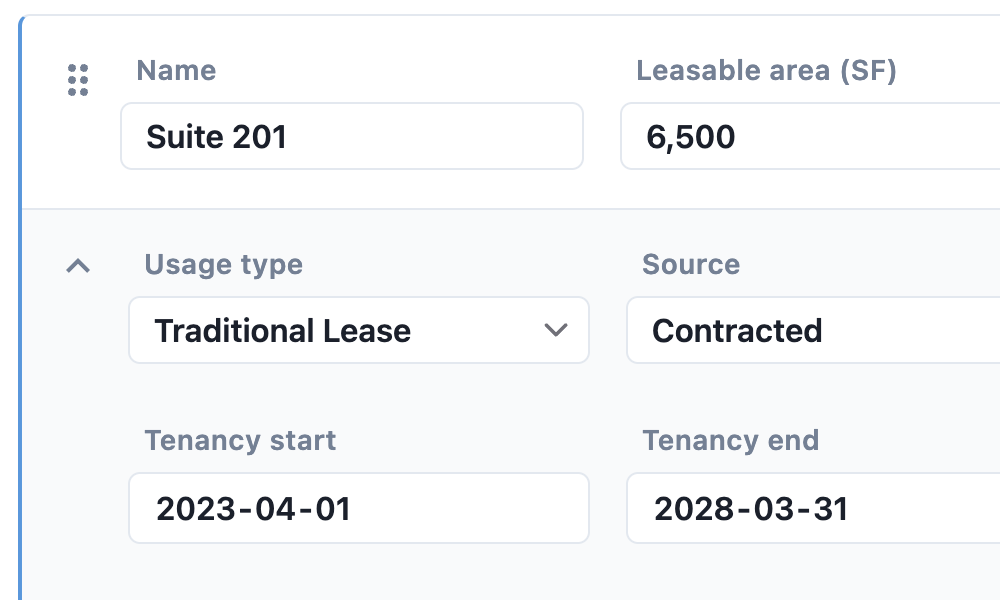 Name
Leasable area (SF)
Suite 201
6,500
Usage type
Source
Traditional Lease
Contracted
Tenancy start
Tenancy end
2023-04-01
2028-03-31